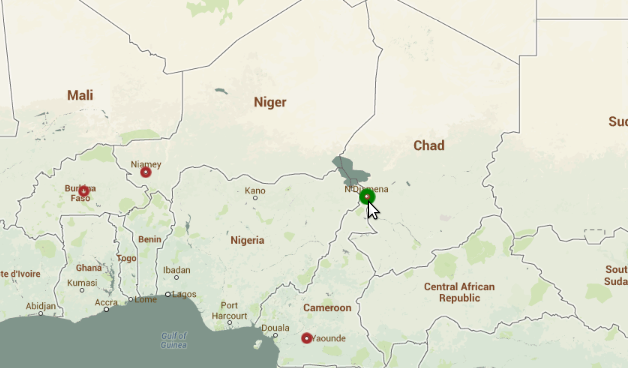 Mali
Niger
Chad
Niamey
Burkina
Faso
Kano
N'Djamena
Nigeria
Benin
Togo
Ghana
Ibadan
te d'Ivoire
Kumasi
Abidjan
Accra
Lome
Lagos
Port
Harcourt
Cameroon
Douala
Yaounde
Gulf of
Guinea
Central African
Republic
Sud
South
Suda